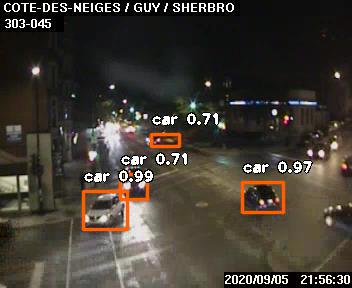 COTE-DES-NEIGES / GUY / SHERBRO
303-045
car 0.71
car 0.71
car 0.99
car 0.97
2020/09/05 21:56:30